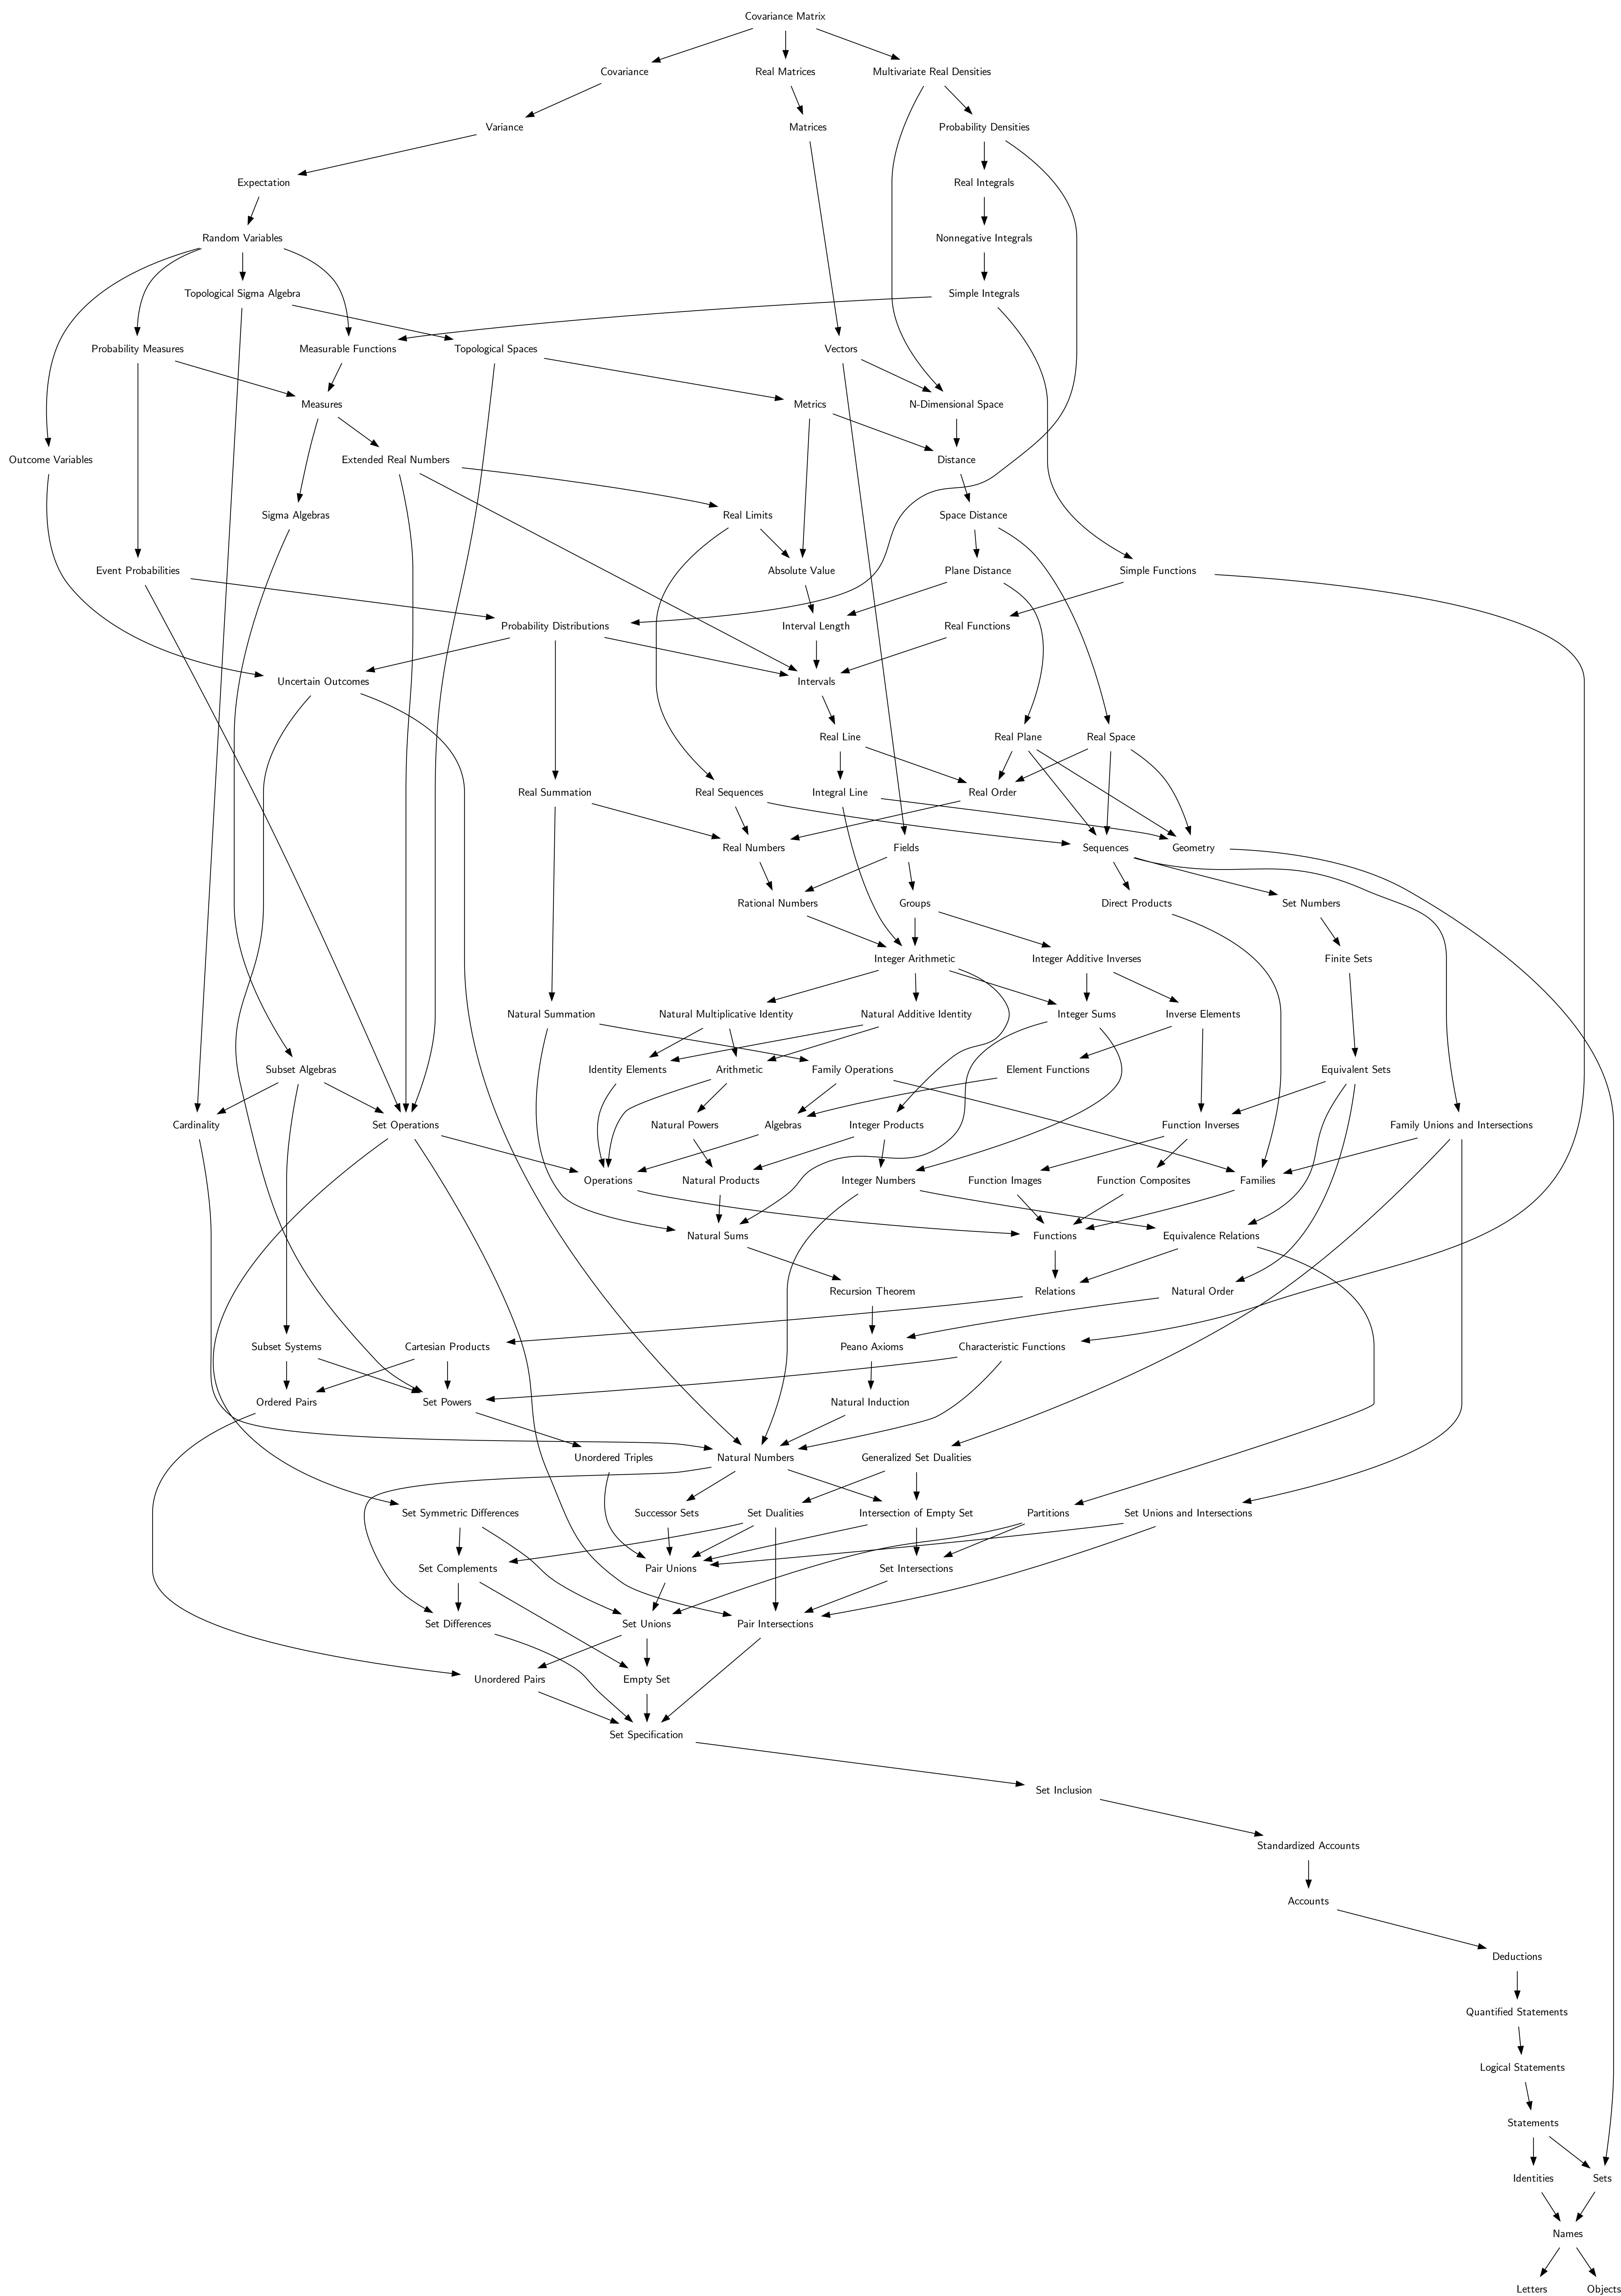 Covariance Matrix
Covariance
Real Matrices
Multivariate Real Densities
Variance
Matrices
Probability Densities
Expectation
Real Integrals
Random Variables
Nonnegative Integrals
Topological Sigma Algebra
Simple Integrals
Probability Measures
Measurable Functions
Topological Spaces
Vectors
Measures
Metrics
N-Dimensional Space
Outcome Variables
Extended Real Numbers
Distance
Sigma Algebras
Real Limits
Space Distance
Event Probabilities
Absolute Value
Plane Distance
Simple Functions
Probability Distributions
Interval Length
Real Functions
Uncertain Outcomes
Intervals
Real Line
Real Plane
Real Space
Real Summation
Real Sequences
Integral Line
Real Order
Real Numbers
Fields
Sequences
Geometry
Rational Numbers
Groups
Direct Products
Set Numbers
Integer Arithmetic
Integer Additive Inverses
Finite Sets
Natural Summation
Natural Multiplicative Identity
Natural Additive Identity
Integer Sums
Inverse Elements
Subset Algebras
Identity Elements
Arithmetic
Family Operations
Element Functions
Equivalent Sets
Cardinality
Set Operations
Natural Powers
Algebras
Integer Products
Function Inverses
Family Unions and Intersections
Operations
Natural Products
Integer Numbers
Function Images
Function Composites
Families
Natural Sums
Functions
Equivalence Relations
Recursion Theorem
Relations
Natural Order
Subset Systems
Cartesian Products
Peano Axioms
Characteristic Functions
Ordered Pairs
Set Powers
Natural Induction
Unordered Triples
Natural Numbers
Generalized Set Dualities
Set Symmetric Differences
Successor Sets
Set Dualities
Intersection of Empty Set
Partitions
Set Unions and Intersections
Set Complements
Pair Unions
Set Intersections
Set Differences
Set Unions
Pair Intersections
Unordered Pairs
Empty Set
Set Specification
Set Inclusion
Standardized Accounts
Accounts
Deductions
Quantified Statements
Logical Statements
Statements
Identities
Sets
Names
Letters
Objects